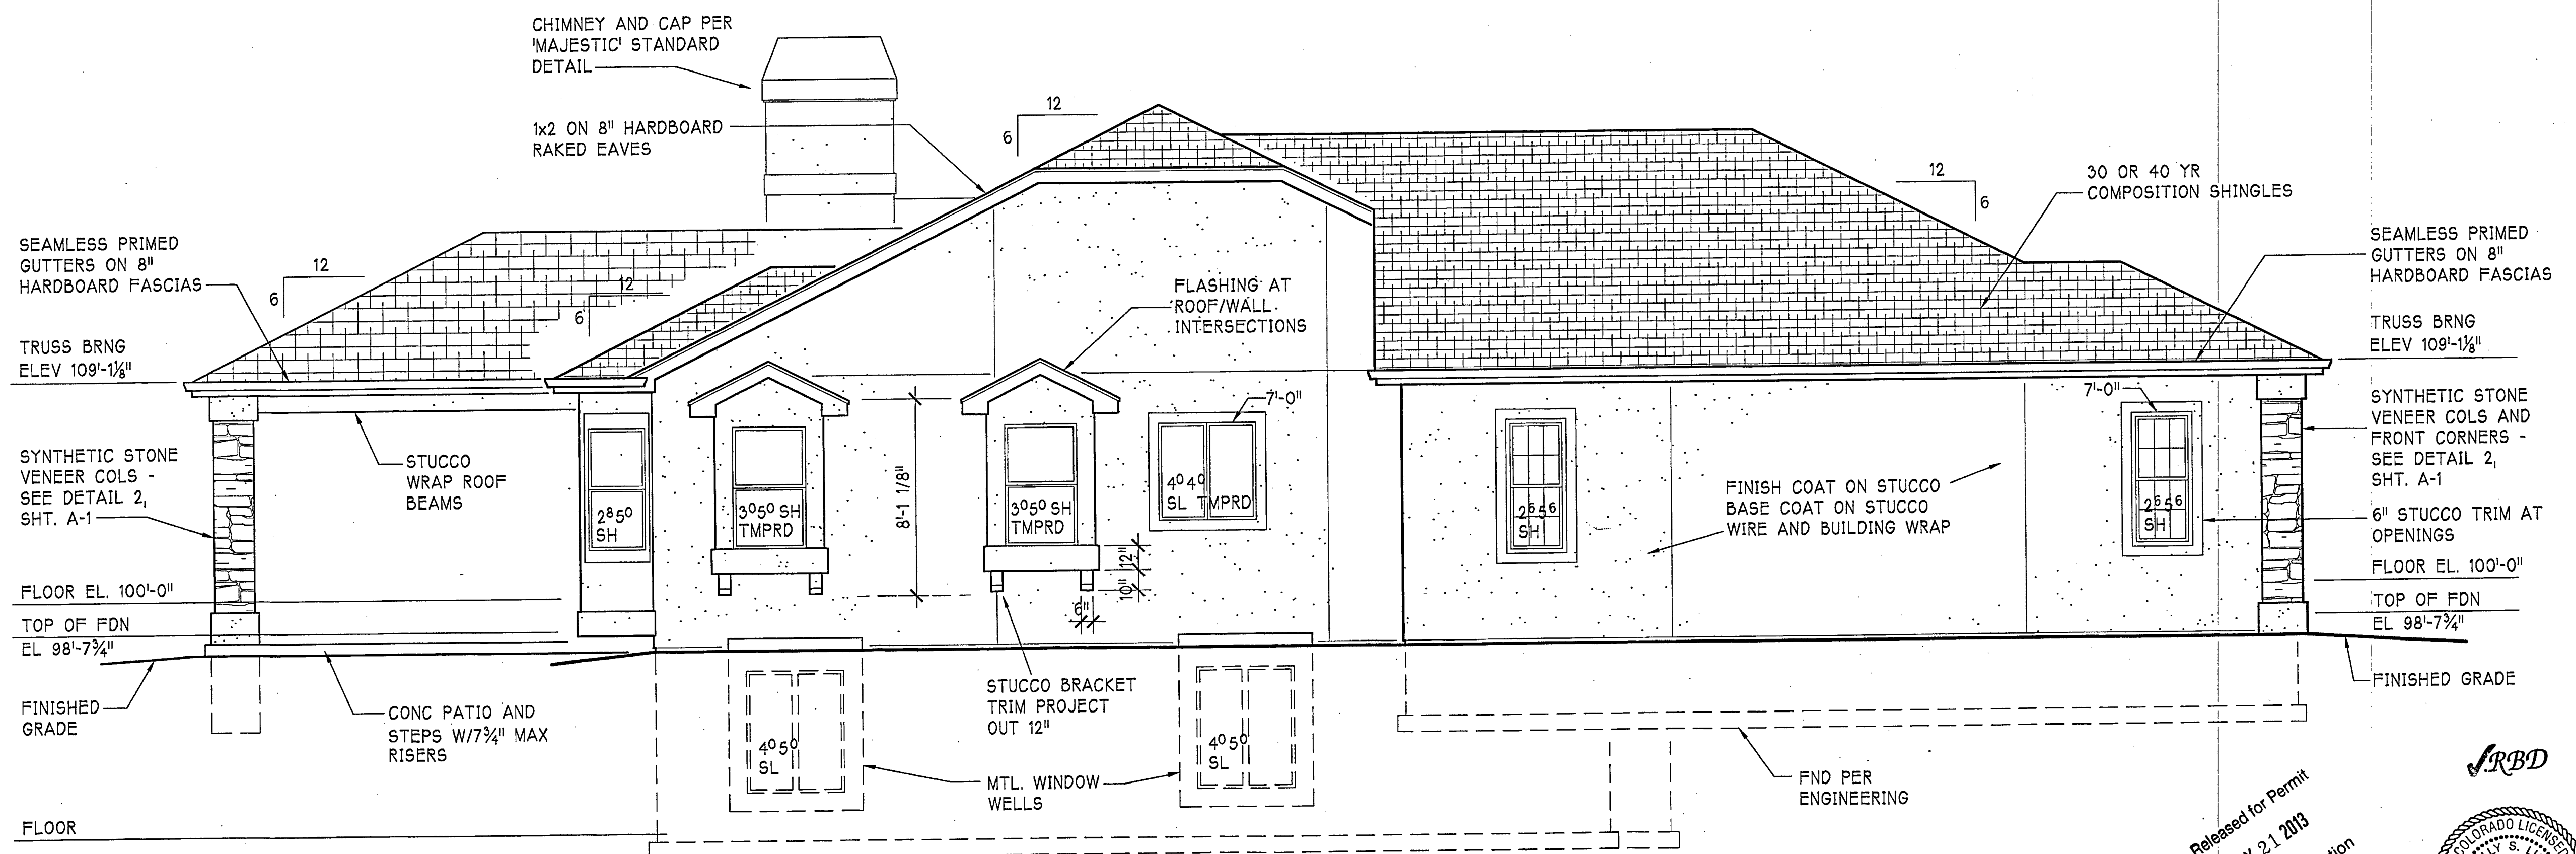 CHIMNEY AND CAP PER
'MAJESTIC' STANDARD
DETAIL
1x2 ON 8" HARDBOARD
RAKED EAVES
12
6
12
6
30 OR 40 YR
COMPOSITION SHINGLES
SEAMLESS PRIMED
GUTTERS ON 8"
HARDBOARD FASCIAS
12
6
12
6
FLASHING AT
ROOF/WALL
INTERSECTIONS
SEAMLESS PRIMED
GUTTERS ON 8"
HARDBOARD FASCIAS
TRUSS BRNG
ELEV 109'-1⅛"
TRUSS BRNG
ELEV 109'-1⅛"
SYNTHETIC STONE
VENEER COLS -
SEE DETAIL 2,
SHT. A-1
STUCCO
WRAP ROOF
BEAMS
2⁸5⁰
SH
3⁰5⁰ SH
TMPRD
8'-1 1/8"
3⁰5⁰ SH
TMPRD
7'-0"
4⁰4⁰
SL TMPRD
12"
10"
6"
2⁶5⁶
SH
FINISH COAT ON STUCCO
BASE COAT ON STUCCO
WIRE AND BUILDING WRAP
7'-0"
2⁶5⁶
SH
SYNTHETIC STONE
VENEER COLS AND
FRONT CORNERS -
SEE DETAIL 2,
SHT. A-1
6" STUCCO TRIM AT
OPENINGS
FLOOR EL. 100'-0"
TOP OF FDN
EL 98'-7¾"
FLOOR EL. 100'-0"
TOP OF FDN
EL 98'-7¾"
FINISHED
GRADE
CONC PATIO AND
STEPS W/7¾" MAX
RISERS
4⁰5⁰
SL
STUCCO BRACKET
TRIM PROJECT
OUT 12"
MTL. WINDOW
WELLS
4⁰5⁰
SL
FND PER
ENGINEERING
FINISHED GRADE
FLOOR
RBD
Released for Permit
21 2013
COLORADO LICENSED